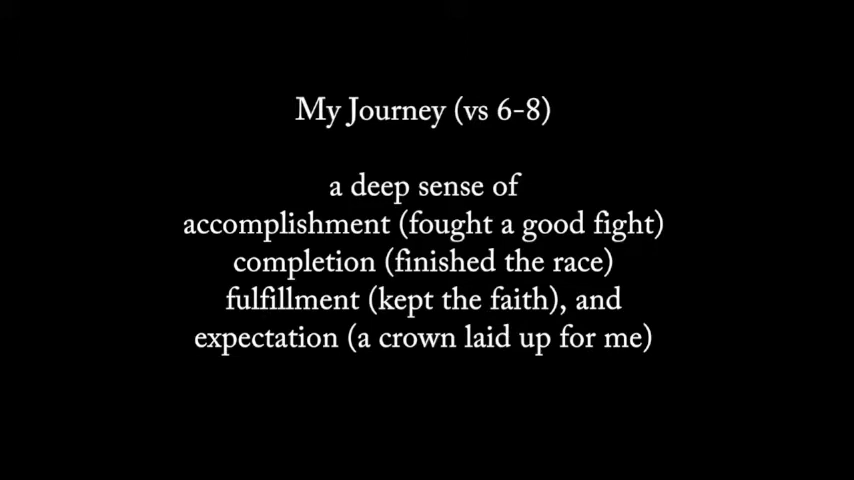 My Journey (vs 6-8)
a deep sense of
accomplishment (fought a good fight)
completion (finished the race)
fulfillment (kept the faith), and
expectation (a crown laid up for me)